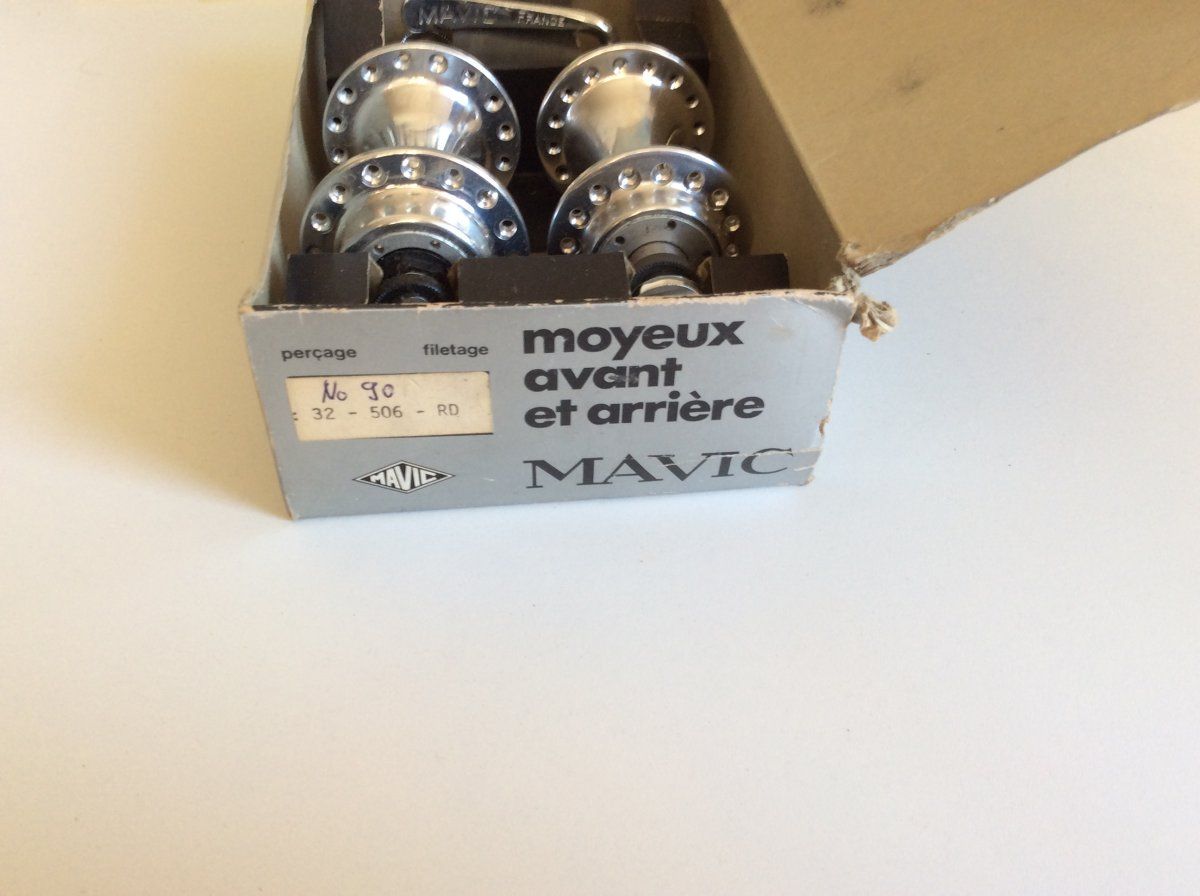 MAVIC FRANCE
perçage filetage
No 90
: 32 - 506 - RD
MAVIC
moyeux
avant
et arrière
MAVIC